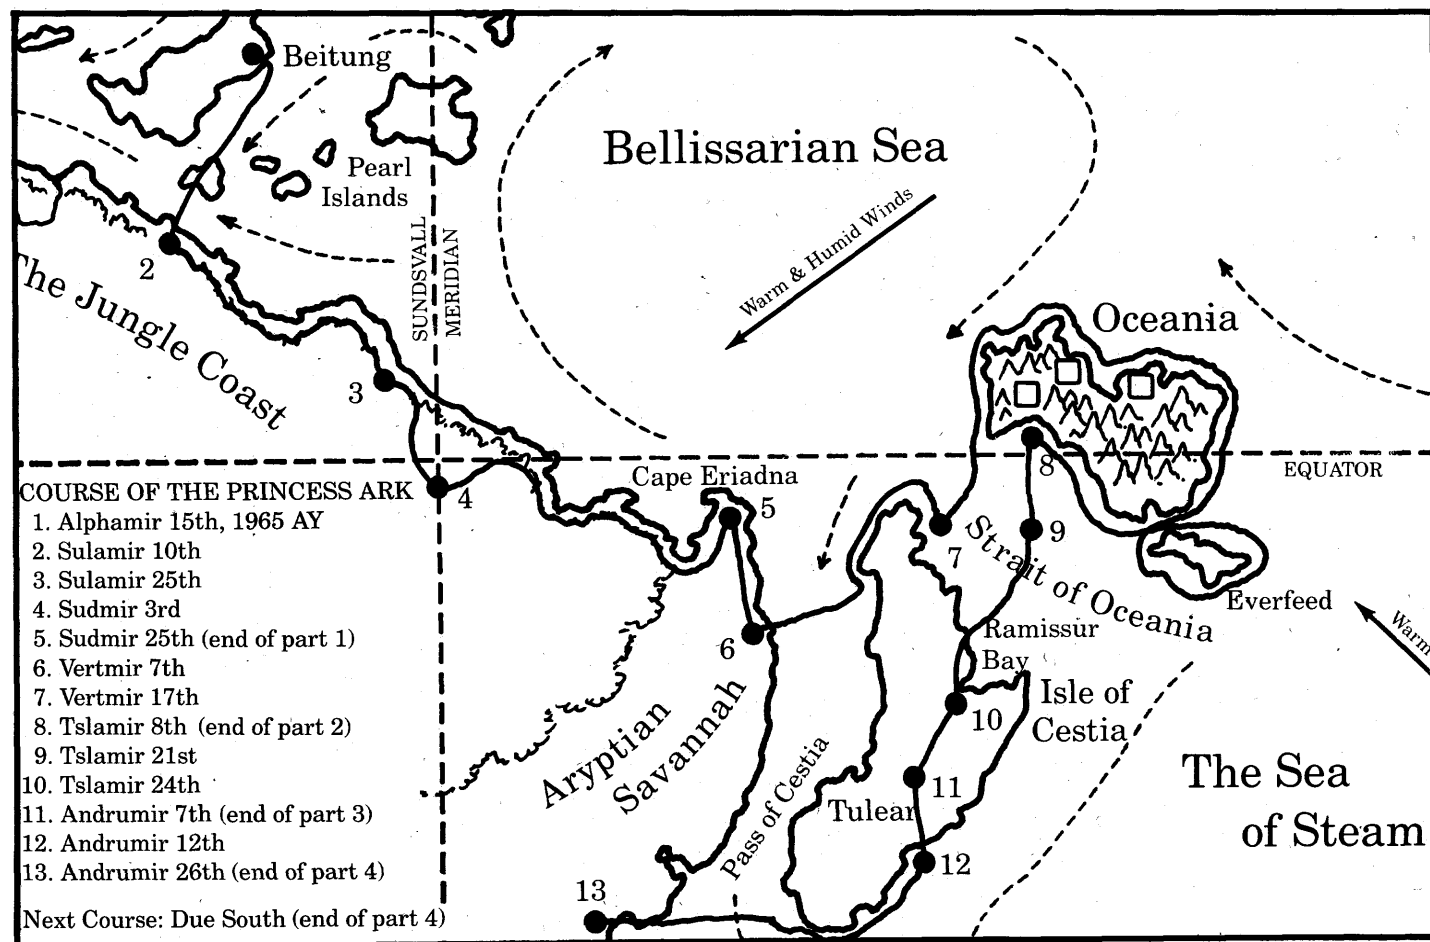 Beitung
Pearl
Islands
Bellissarian Sea
SUNDSVALL
MERIDIAN
Warm & Humid Winds
The Jungle Coast
2
3
4
Oceania
EQUATOR
Cape Eriadna
5
6
7
8
9
Strait of Oceania
Everfeed
Warm
Ramissur
Bay
Isle of
Cestia
10
11
Tulear
12
Aryptian
Savannah
Pass of Cestia
The Sea
of Steam
13
COURSE OF THE PRINCESS ARK
1. Alphamir 15th, 1965 AY
2. Sulamir 10th
3. Sulamir 25th
4. Sudmir 3rd
5. Sudmir 25th (end of part 1)
6. Vertmir 7th
7. Vertmir 17th
8. Tslamir 8th (end of part 2)
9. Tslamir 21st
10. Tslamir 24th
11. Andrumir 7th (end of part 3)
12. Andrumir 12th
13. Andrumir 26th (end of part 4)
Next Course: Due South (end of part 4)